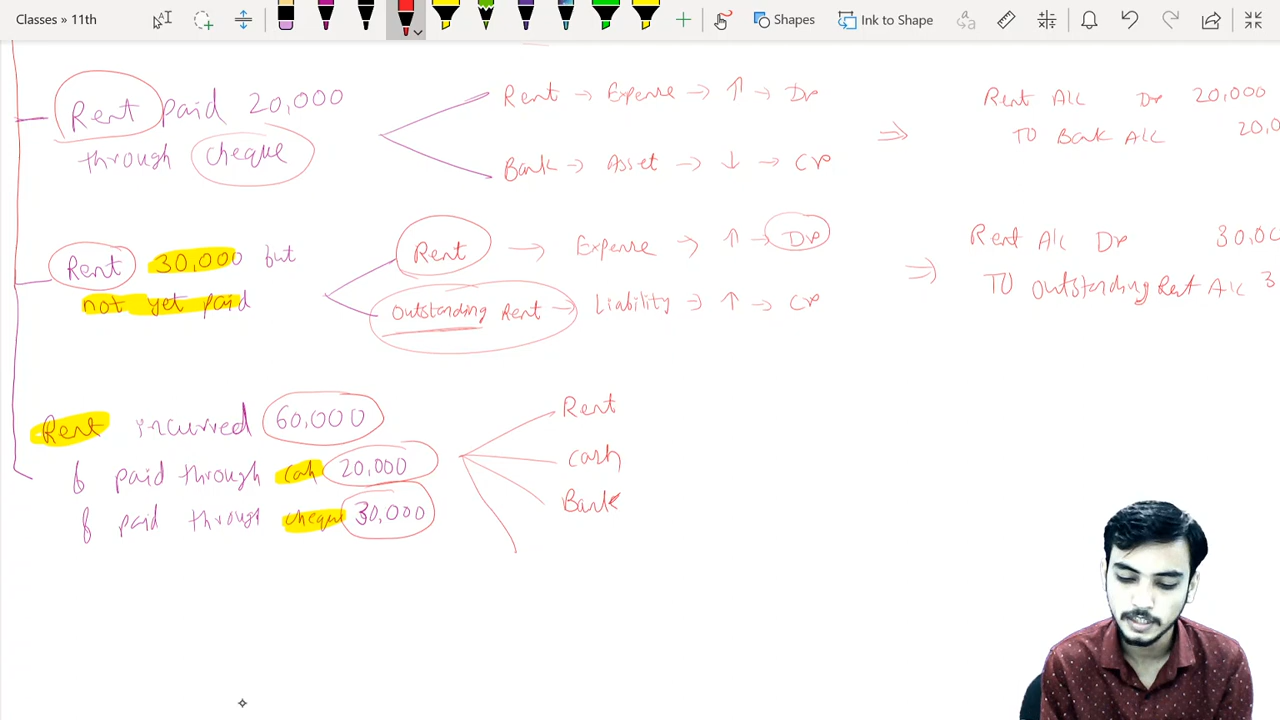 Classes » 11th
Shapes
Ink to Shape
Rent paid 20,000
through cheque
Rent → Expense → ↑ → Dr
Bank → Asset → ↓ → Cr
⇒ Rent A/c Dr 20,000
To Bank A/c 20,0
Rent 30,000 but
not yet paid
Rent → Expense → ↑ → Dr
Outstanding Rent → Liability → ↑ → Cr
⇒ Rent A/c Dr 30,00
To Outstanding Rent A/c 3
Rent incurred 60,000
& paid through cah 20,000
& paid through cheque 30,000
Rent
cash
Bank